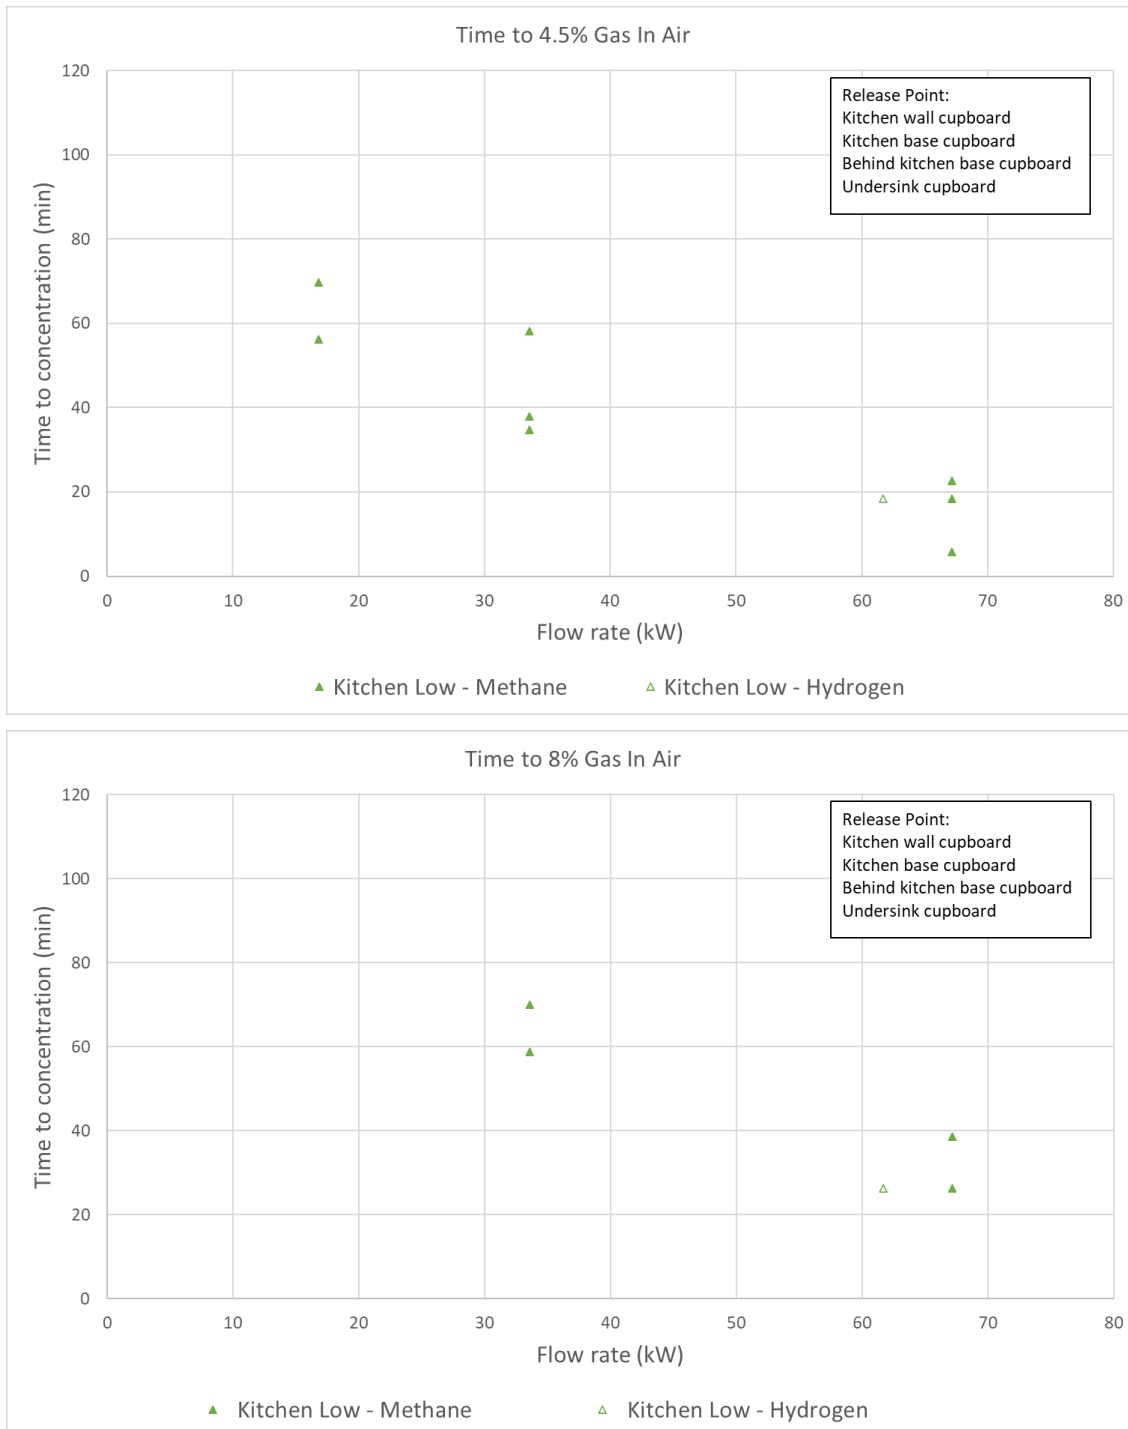 Time to 4.5% Gas In Air
120
100
80
60
40
20
0
Time to concentration (min)
Release Point:
Kitchen wall cupboard
Kitchen base cupboard
Behind kitchen base cupboard
Undersink cupboard
0 10 20 30 40 50 60 70 80
Flow rate (kW)
Kitchen Low - Methane Kitchen Low - Hydrogen
Time to 8% Gas In Air
120
100
80
60
40
20
0
Time to concentration (min)
Release Point:
Kitchen wall cupboard
Kitchen base cupboard
Behind kitchen base cupboard
Undersink cupboard
0 10 20 30 40 50 60 70 80
Flow rate (kW)
Kitchen Low - Methane Kitchen Low - Hydrogen